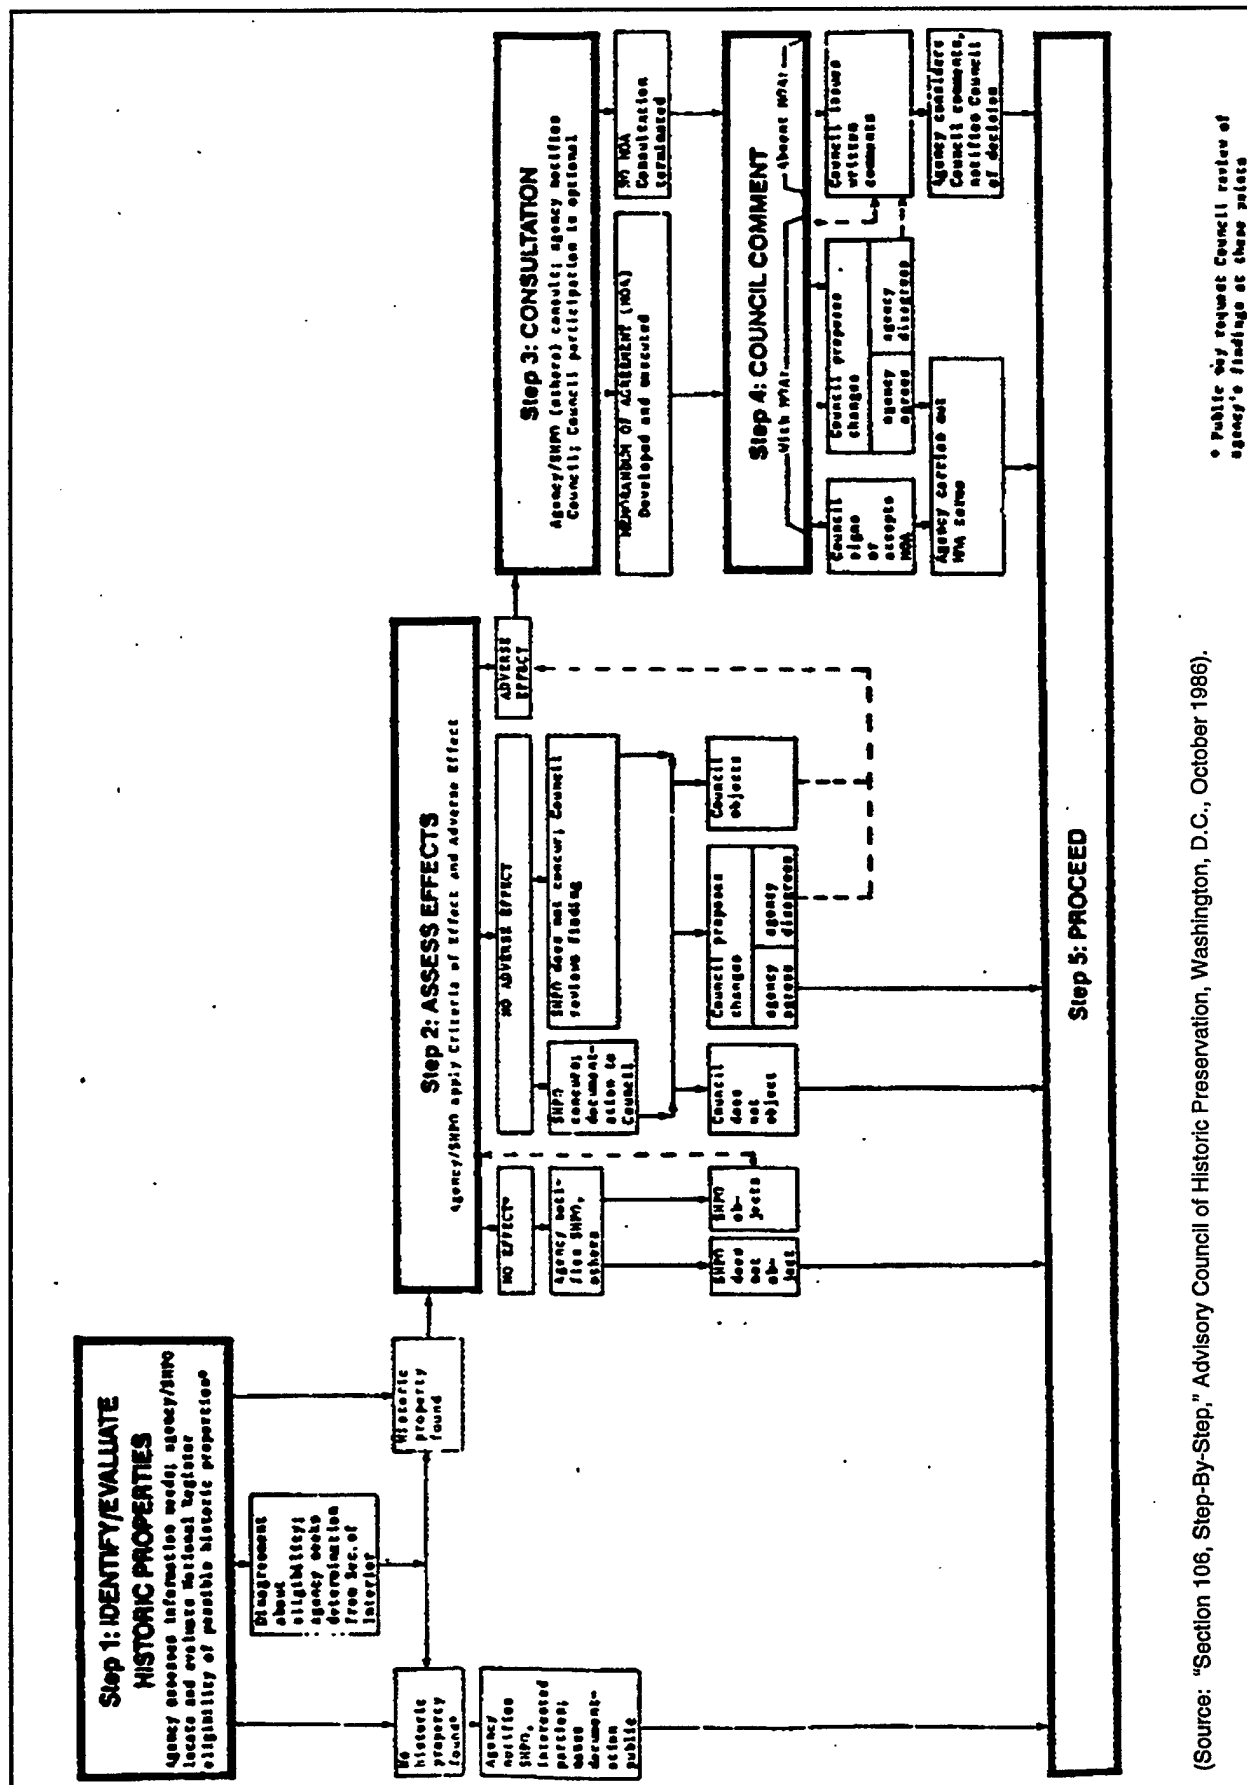 Step 1: IDENTIFY/EVALUATE
HISTORIC PROPERTIES
Agency assesses information needs; agency/SHPO
locate and evaluate National Register
eligibility of possible historic properties*
Disagreement
about
eligibility;
agency seeks
determination
from Sec. of
Interior
No
historic
property
found*
Historic
property
found
Agency
notifies
SHPO,
interested
parties;
makes
document-
ation
public
Step 2: ASSESS EFFECTS
Agency/SHPO apply Criteria of Effect and Adverse Effect
NO EFFECT*
Agency noti-
fies SHPO,
others
SHPO
does
not
ob-
ject
SHPO
ob-
jects
NO ADVERSE EFFECT
SHPO
concurs;
document-
ation to
Council
SHPO does not concur; Council
reviews finding
Council
does
not
object
Council proposes
changes
agency
agrees
agency
disagrees
Council
objects
ADVERSE
EFFECT
Step 3: CONSULTATION
Agency/SHPO (others) consult; agency notifies
Council; Council participation is optional
MEMORANDUM OF AGREEMENT (MOA)
Developed and executed
NO MOA
Consultation
terminated
Step 4: COUNCIL COMMENT
With MOA:
Absent MOA:
Council
signs
or
accepts
MOA
Council proposes
changes
agency
agrees
agency
disagrees
Council issues
written
comments
Agency carries out
MOA terms
Agency considers
Council comments,
notifies Council
of decision
Step 5: PROCEED
* Public may request Council review of
agency's findings at these points
(Source: "Section 106, Step-By-Step," Advisory Council of Historic Preservation, Washington, D.C., October 1986).